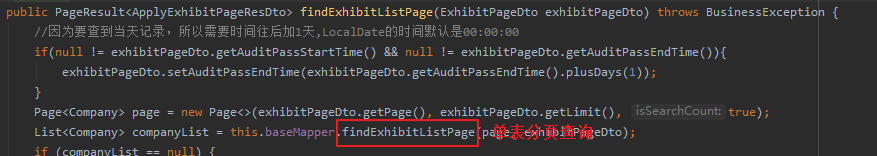 public PageResult<ApplyExhibitPageResDto> findExhibitListPage(ExhibitPageDto exhibitPageDto) throws BusinessException {
//因为要查到当天记录，所以需要时间往后加1天,LocalDate的时间默认是00:00:00
if(null != exhibitPageDto.getAuditPassStartTime() && null != exhibitPageDto.getAuditPassEndTime()){
exhibitPageDto.setAuditPassEndTime(exhibitPageDto.getAuditPassEndTime().plusDays(1));
}
Page<Company> page = new Page<>(exhibitPageDto.getPage(), exhibitPageDto.getLimit(), isSearchCount: true);
List<Company> companyList = this.baseMapper.findExhibitListPage(page, exhibitPageDto);
单表分页查询
if (companyList == null) {